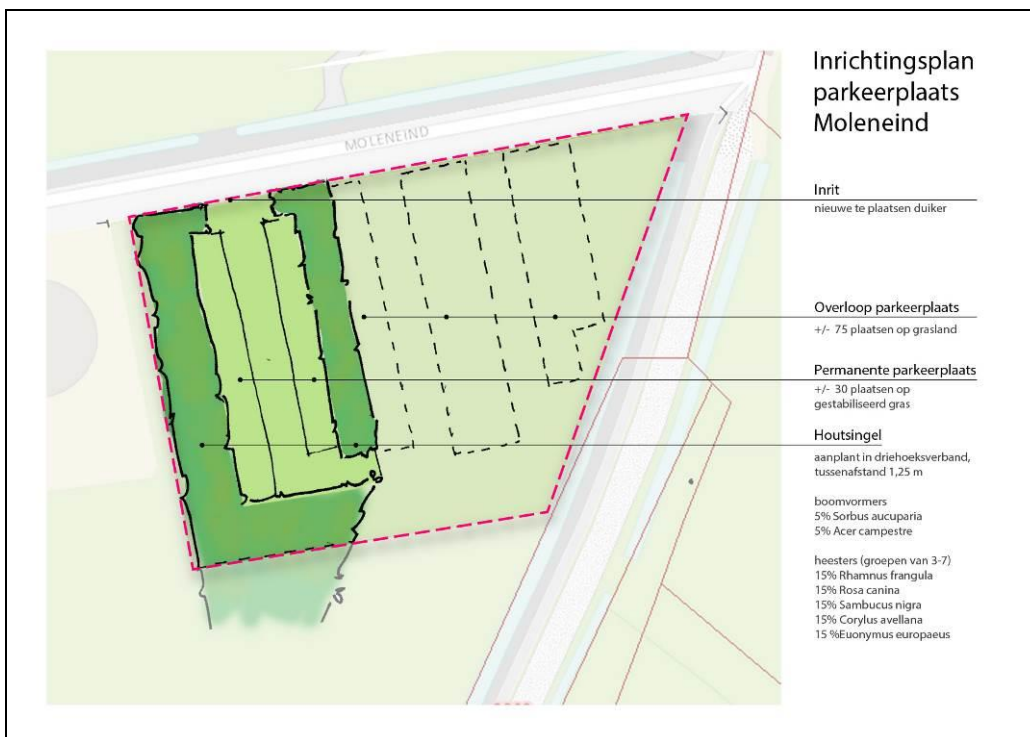 Inrichtingsplan
parkeerplaats
Moleneind
MOLENEIND
Inrit
nieuwe te plaatsen duiker
Overloop parkeerplaats
+/- 75 plaatsen op grasland
Permanente parkeerplaats
+/- 30 plaatsen op
gestabiliseerd gras
Houtsingel
aanplant in driehoeksverband,
tussenafstand 1,25 m
boomvormers
5% Sorbus aucuparia
5% Acer campestre
heesters (groepen van 3-7)
15% Rhamnus frangula
15% Rosa canina
15% Sambucus nigra
15% Corylus avellana
15 %Euonymus europaeus